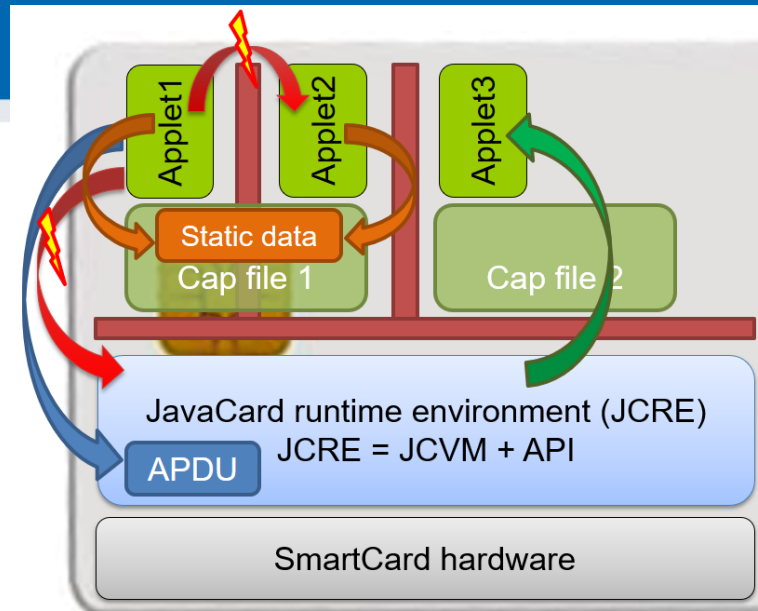 Applet1
Applet2
Applet3
Static data
Cap file 1
Cap file 2
JavaCard runtime environment (JCRE)
JCRE = JCVM + API
APDU
SmartCard hardware